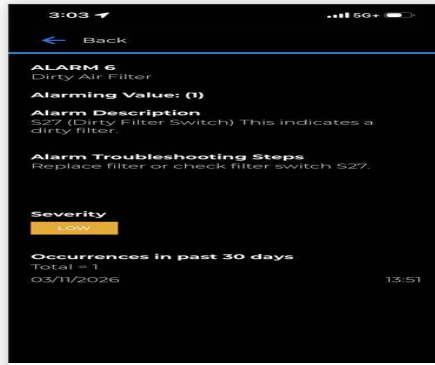 3:03
5G+
Back
ALARM 6
Dirty Air Filter
Alarming Value: (1)
Alarm Description
S27 (Dirty Filter Switch) This indicates a
dirty filter.
Alarm Troubleshooting Steps
Replace filter or check filter switch S27.
Severity
LOW
Occurrences in past 30 days
Total = 1
03/11/2026 13:51